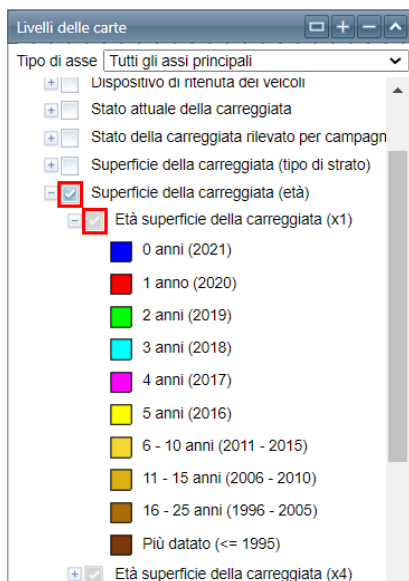 Livelli delle carte
Tipo di asse Tutti gli assi principali
Dispositivo di ritenuta dei veicoli
Stato attuale della carreggiata
Stato della carreggiata rilevato per campagn
Superficie della carreggiata (tipo di strato)
Superficie della carreggiata (età)
Età superficie della carreggiata (x1)
0 anni (2021)
1 anno (2020)
2 anni (2019)
3 anni (2018)
4 anni (2017)
5 anni (2016)
6 - 10 anni (2011 - 2015)
11 - 15 anni (2006 - 2010)
16 - 25 anni (1996 - 2005)
Più datato (<= 1995)
Età superficie della carreggiata (x4)